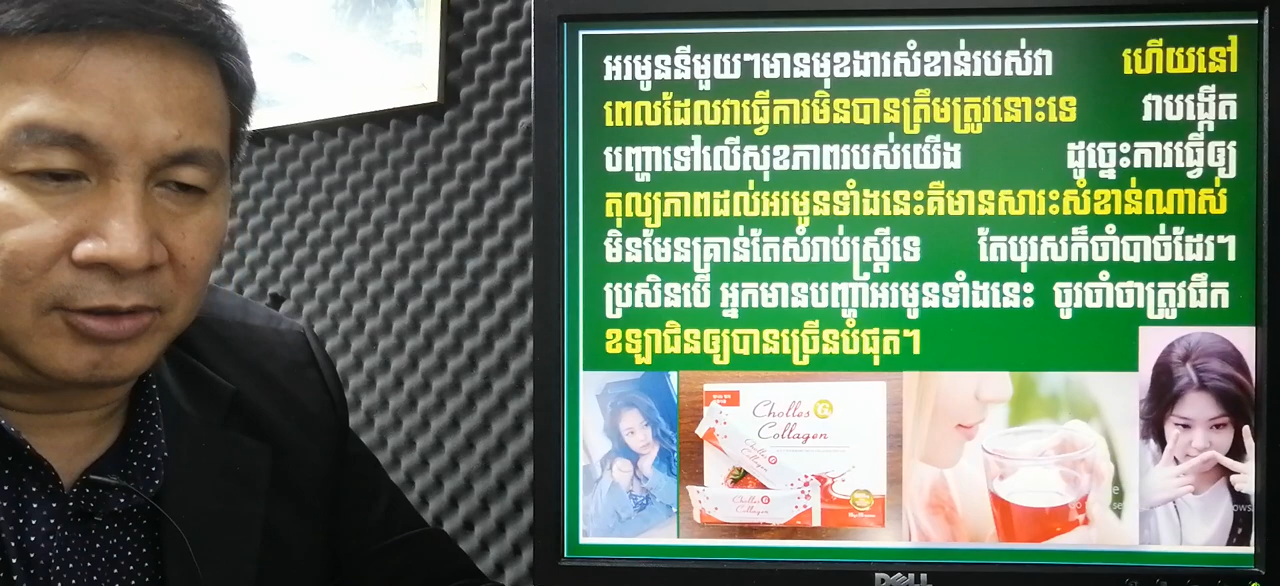 អរម៉ូននីមួយៗមានមុខងារសំខាន់របស់វា ហើយនៅ
ពេលដែលវាធ្វើការមិនបានត្រឹមត្រូវនោះទេ វាបង្កើត
បញ្ហាទៅលើសុខភាពរបស់យើង ដូច្នេះការធ្វើឲ្យ
តុល្យភាពដល់អរម៉ូនទាំងនេះគឺមានសារៈសំខាន់ណាស់
មិនមែនគ្រាន់តែសំរាប់ស្ត្រីទេ តែបុរសក៏ចាំបាច់ដែរ។
ប្រសិនបើ អ្នកមានបញ្ហាអរម៉ូនទាំងនេះ ចូរចាំថាត្រូវផឹក
ខឡាជិនឲ្យបានច្រើនបំផុត។
Cholles G
Collagen
Cholles G
Collagen
Cholles G
Collagen
DELL